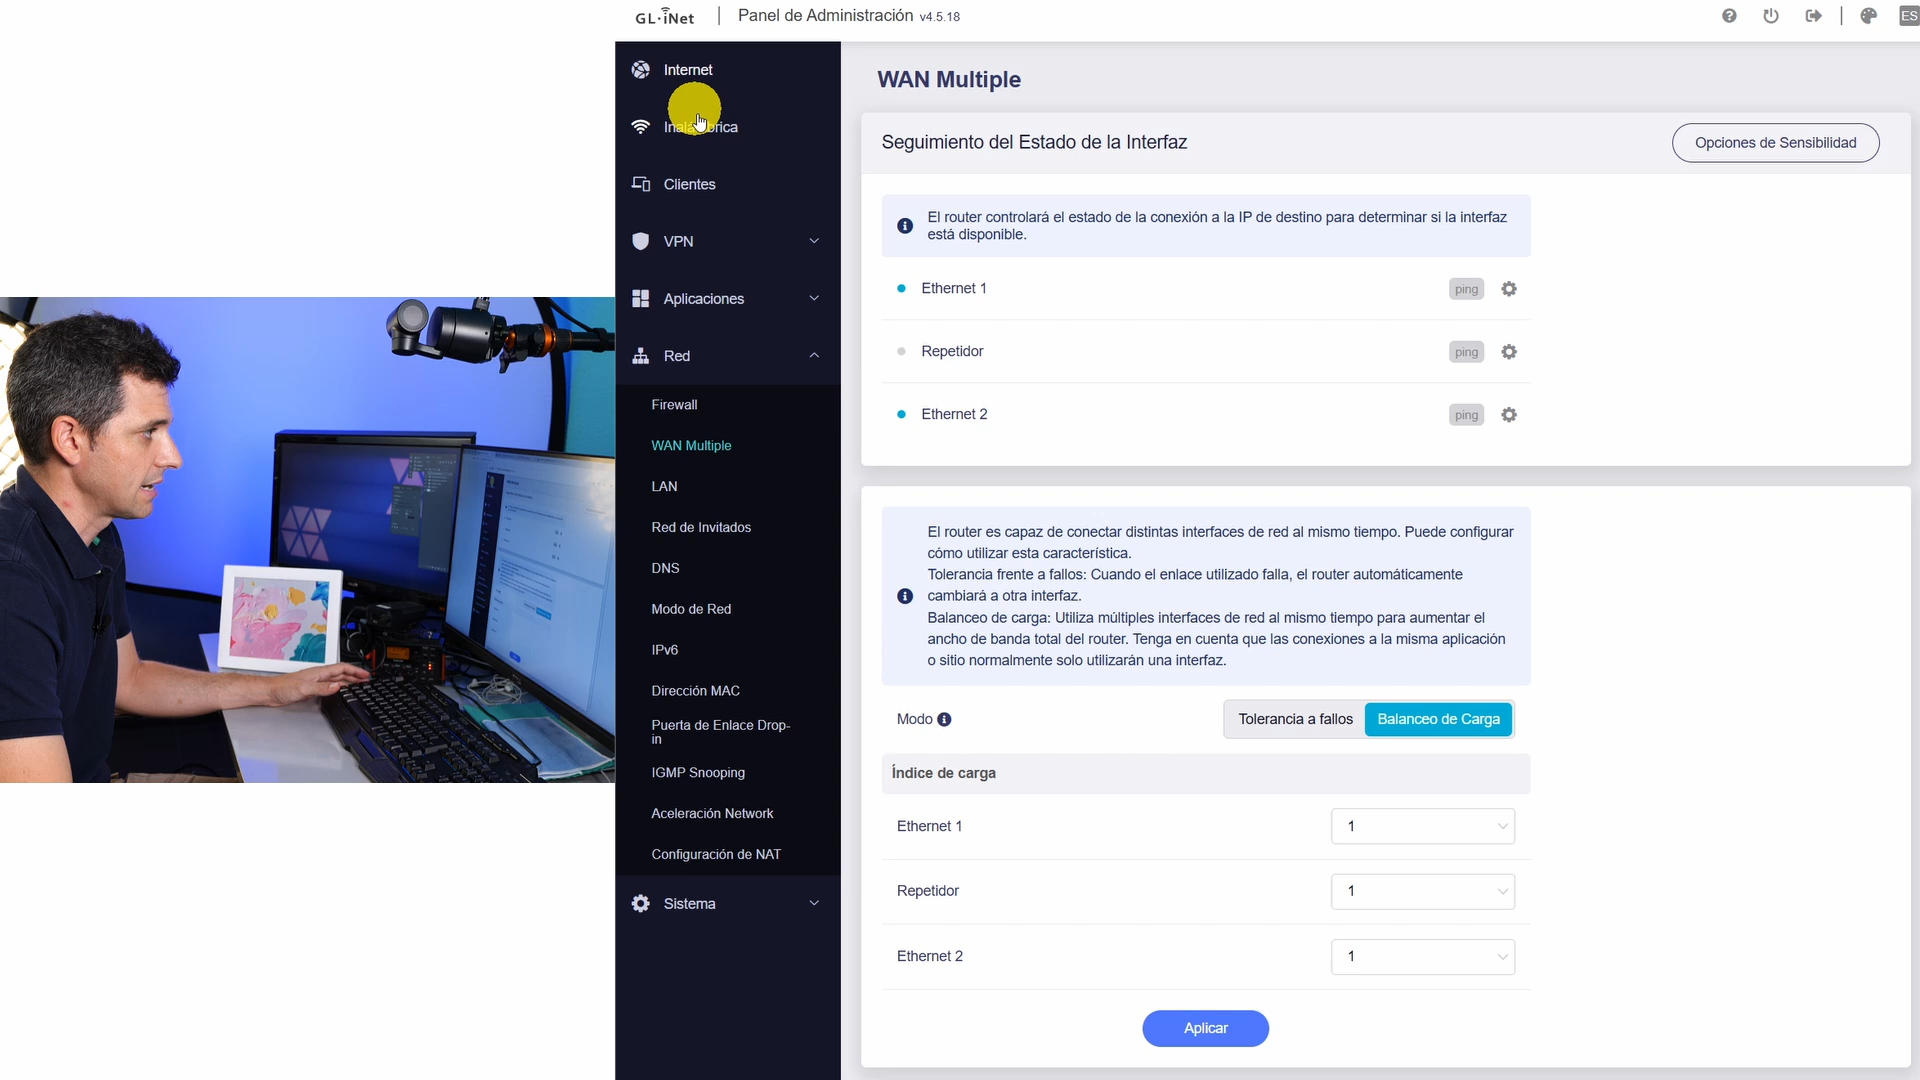 GL·iNet
Panel de Administración v4.5.18
ES
Internet
Inalámbrica
Clientes
VPN
Aplicaciones
Red
Firewall
WAN Multiple
LAN
Red de Invitados
DNS
Modo de Red
IPv6
Dirección MAC
Puerta de Enlace Drop-
in
IGMP Snooping
Aceleración Network
Configuración de NAT
Sistema
WAN Multiple
Seguimiento del Estado de la Interfaz
Opciones de Sensibilidad
El router controlará el estado de la conexión a la IP de destino para determinar si la interfaz
está disponible.
Ethernet 1
ping
Repetidor
ping
Ethernet 2
ping
El router es capaz de conectar distintas interfaces de red al mismo tiempo. Puede configurar
cómo utilizar esta característica.
Tolerancia frente a fallos: Cuando el enlace utilizado falla, el router automáticamente
cambiará a otra interfaz.
Balanceo de carga: Utiliza múltiples interfaces de red al mismo tiempo para aumentar el
ancho de banda total del router. Tenga en cuenta que las conexiones a la misma aplicación
o sitio normalmente solo utilizarán una interfaz.
Modo
Tolerancia a fallos
Balanceo de Carga
Índice de carga
Ethernet 1
1
Repetidor
1
Ethernet 2
1
Aplicar